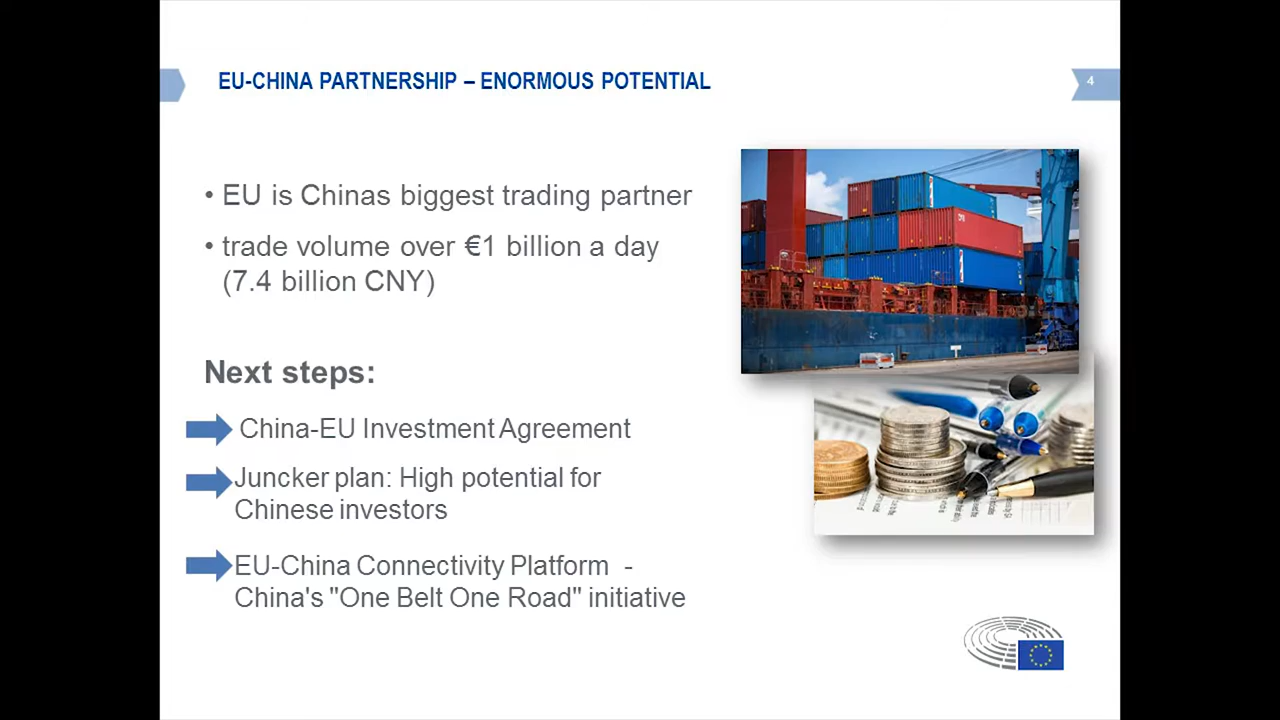 EU-CHINA PARTNERSHIP – ENORMOUS POTENTIAL
4
• EU is Chinas biggest trading partner
• trade volume over €1 billion a day
(7.4 billion CNY)
Next steps:
China-EU Investment Agreement
Juncker plan: High potential for
Chinese investors
EU-China Connectivity Platform -
China's "One Belt One Road" initiative